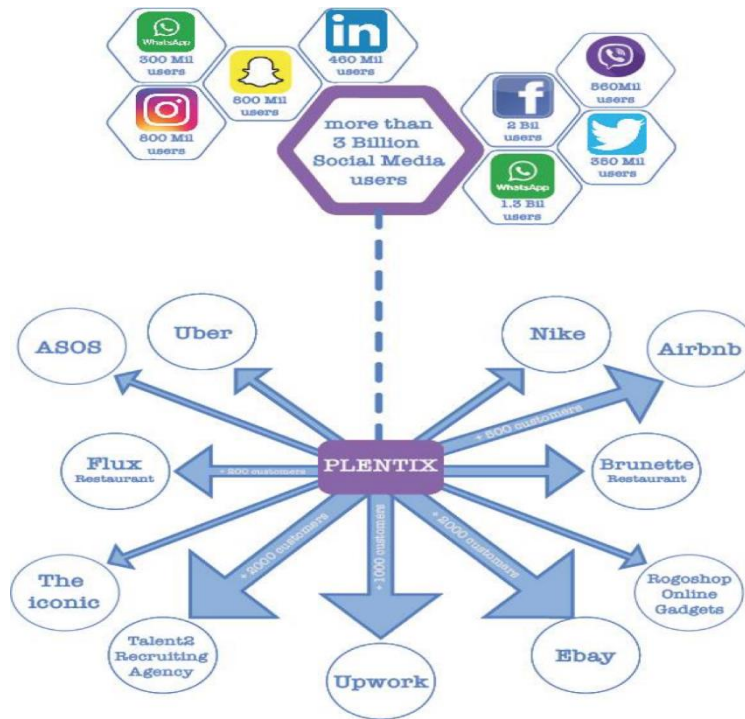 WhatsApp
300 Mil
users
800 Mil
users
in
460 Mil
users
800 Mil
users
more than
3 Billion
Social Media
users
f
2 Bil
users
560Mil
users
350 Mil
users
WhatsApp
1.3 Bil
users
ASOS
Uber
Nike
Airbnb
+ 500 customers
Flux
Restaurant
+ 200 customers
PLENTIX
Brunette
Restaurant
The
iconic
+ 2000 customers
+ 1000 customers
+ 2000 customers
Rogoshop
Online
Gadgets
Talent2
Recruiting
Agency
Upwork
Ebay